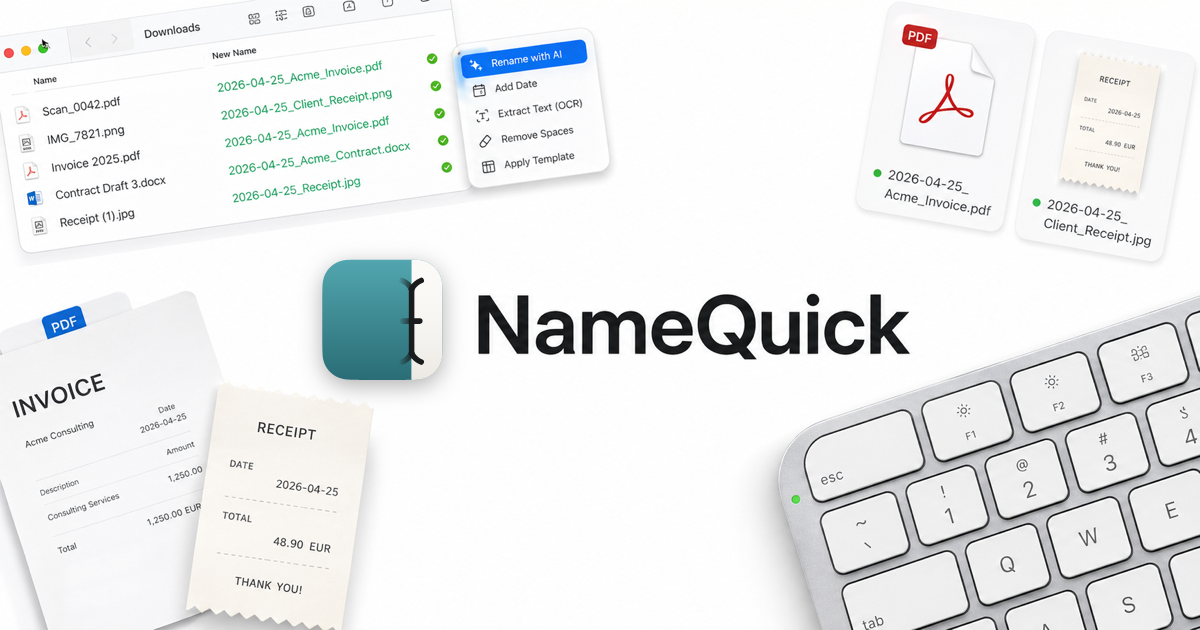 Downloads
Name
New Name
Scan_0042.pdf
2026-04-25_Acme_Invoice.pdf
IMG_7821.png
2026-04-25_Client_Receipt.png
Invoice 2025.pdf
2026-04-25_Acme_Invoice.pdf
Contract Draft 3.docx
2026-04-25_Acme_Contract.docx
Receipt (1).jpg
2026-04-25_Receipt.jpg
Rename with AI
Add Date
Extract Text (OCR)
Remove Spaces
Apply Template
PDF
2026-04-25_
Acme_Invoice.pdf
RECEIPT
DATE
2026-04-25
TOTAL
48.90 EUR
THANK YOU!
2026-04-25_
Client_Receipt.jpg
NameQuick
PDF
INVOICE
Acme Consulting
Date
2026-04-25
Description
Amount
Consulting Services
1,250.00
Total
1,250.00 EUR
RECEIPT
DATE
2026-04-25
TOTAL
48.90 EUR
THANK YOU!
esc
F1
F2
F3
~
\
!
1
@
2
#
3
4
tab
Q
W
E
S